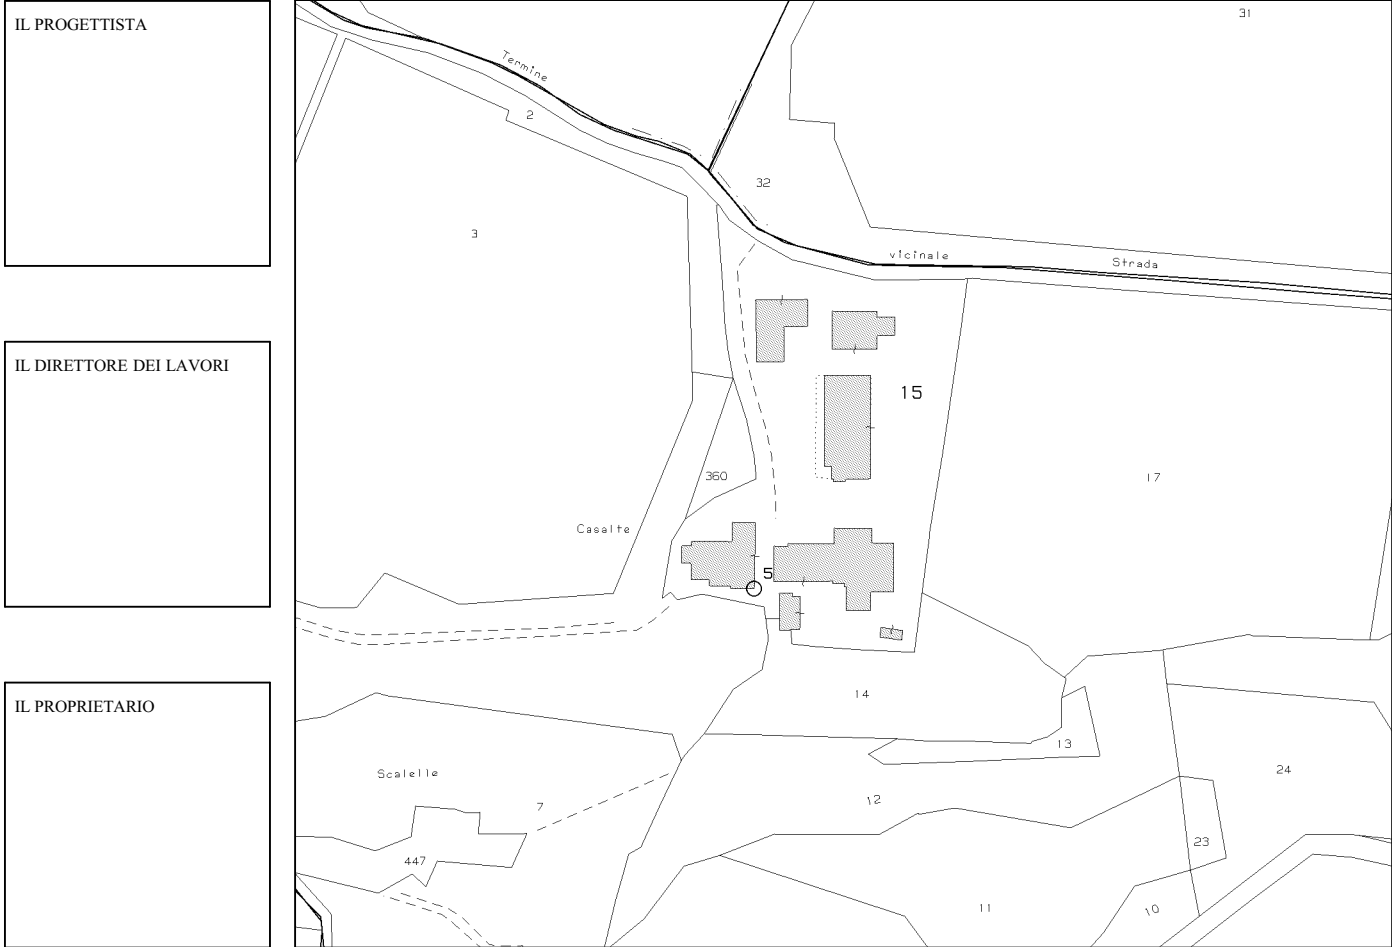 IL PROGETTISTA
IL DIRETTORE DEI LAVORI
IL PROPRIETARIO
31
Termine
2
32
3
vicinale
Strada
15
360
17
Casalte
5
14
13
Scalelle
24
7
12
23
447
11
10